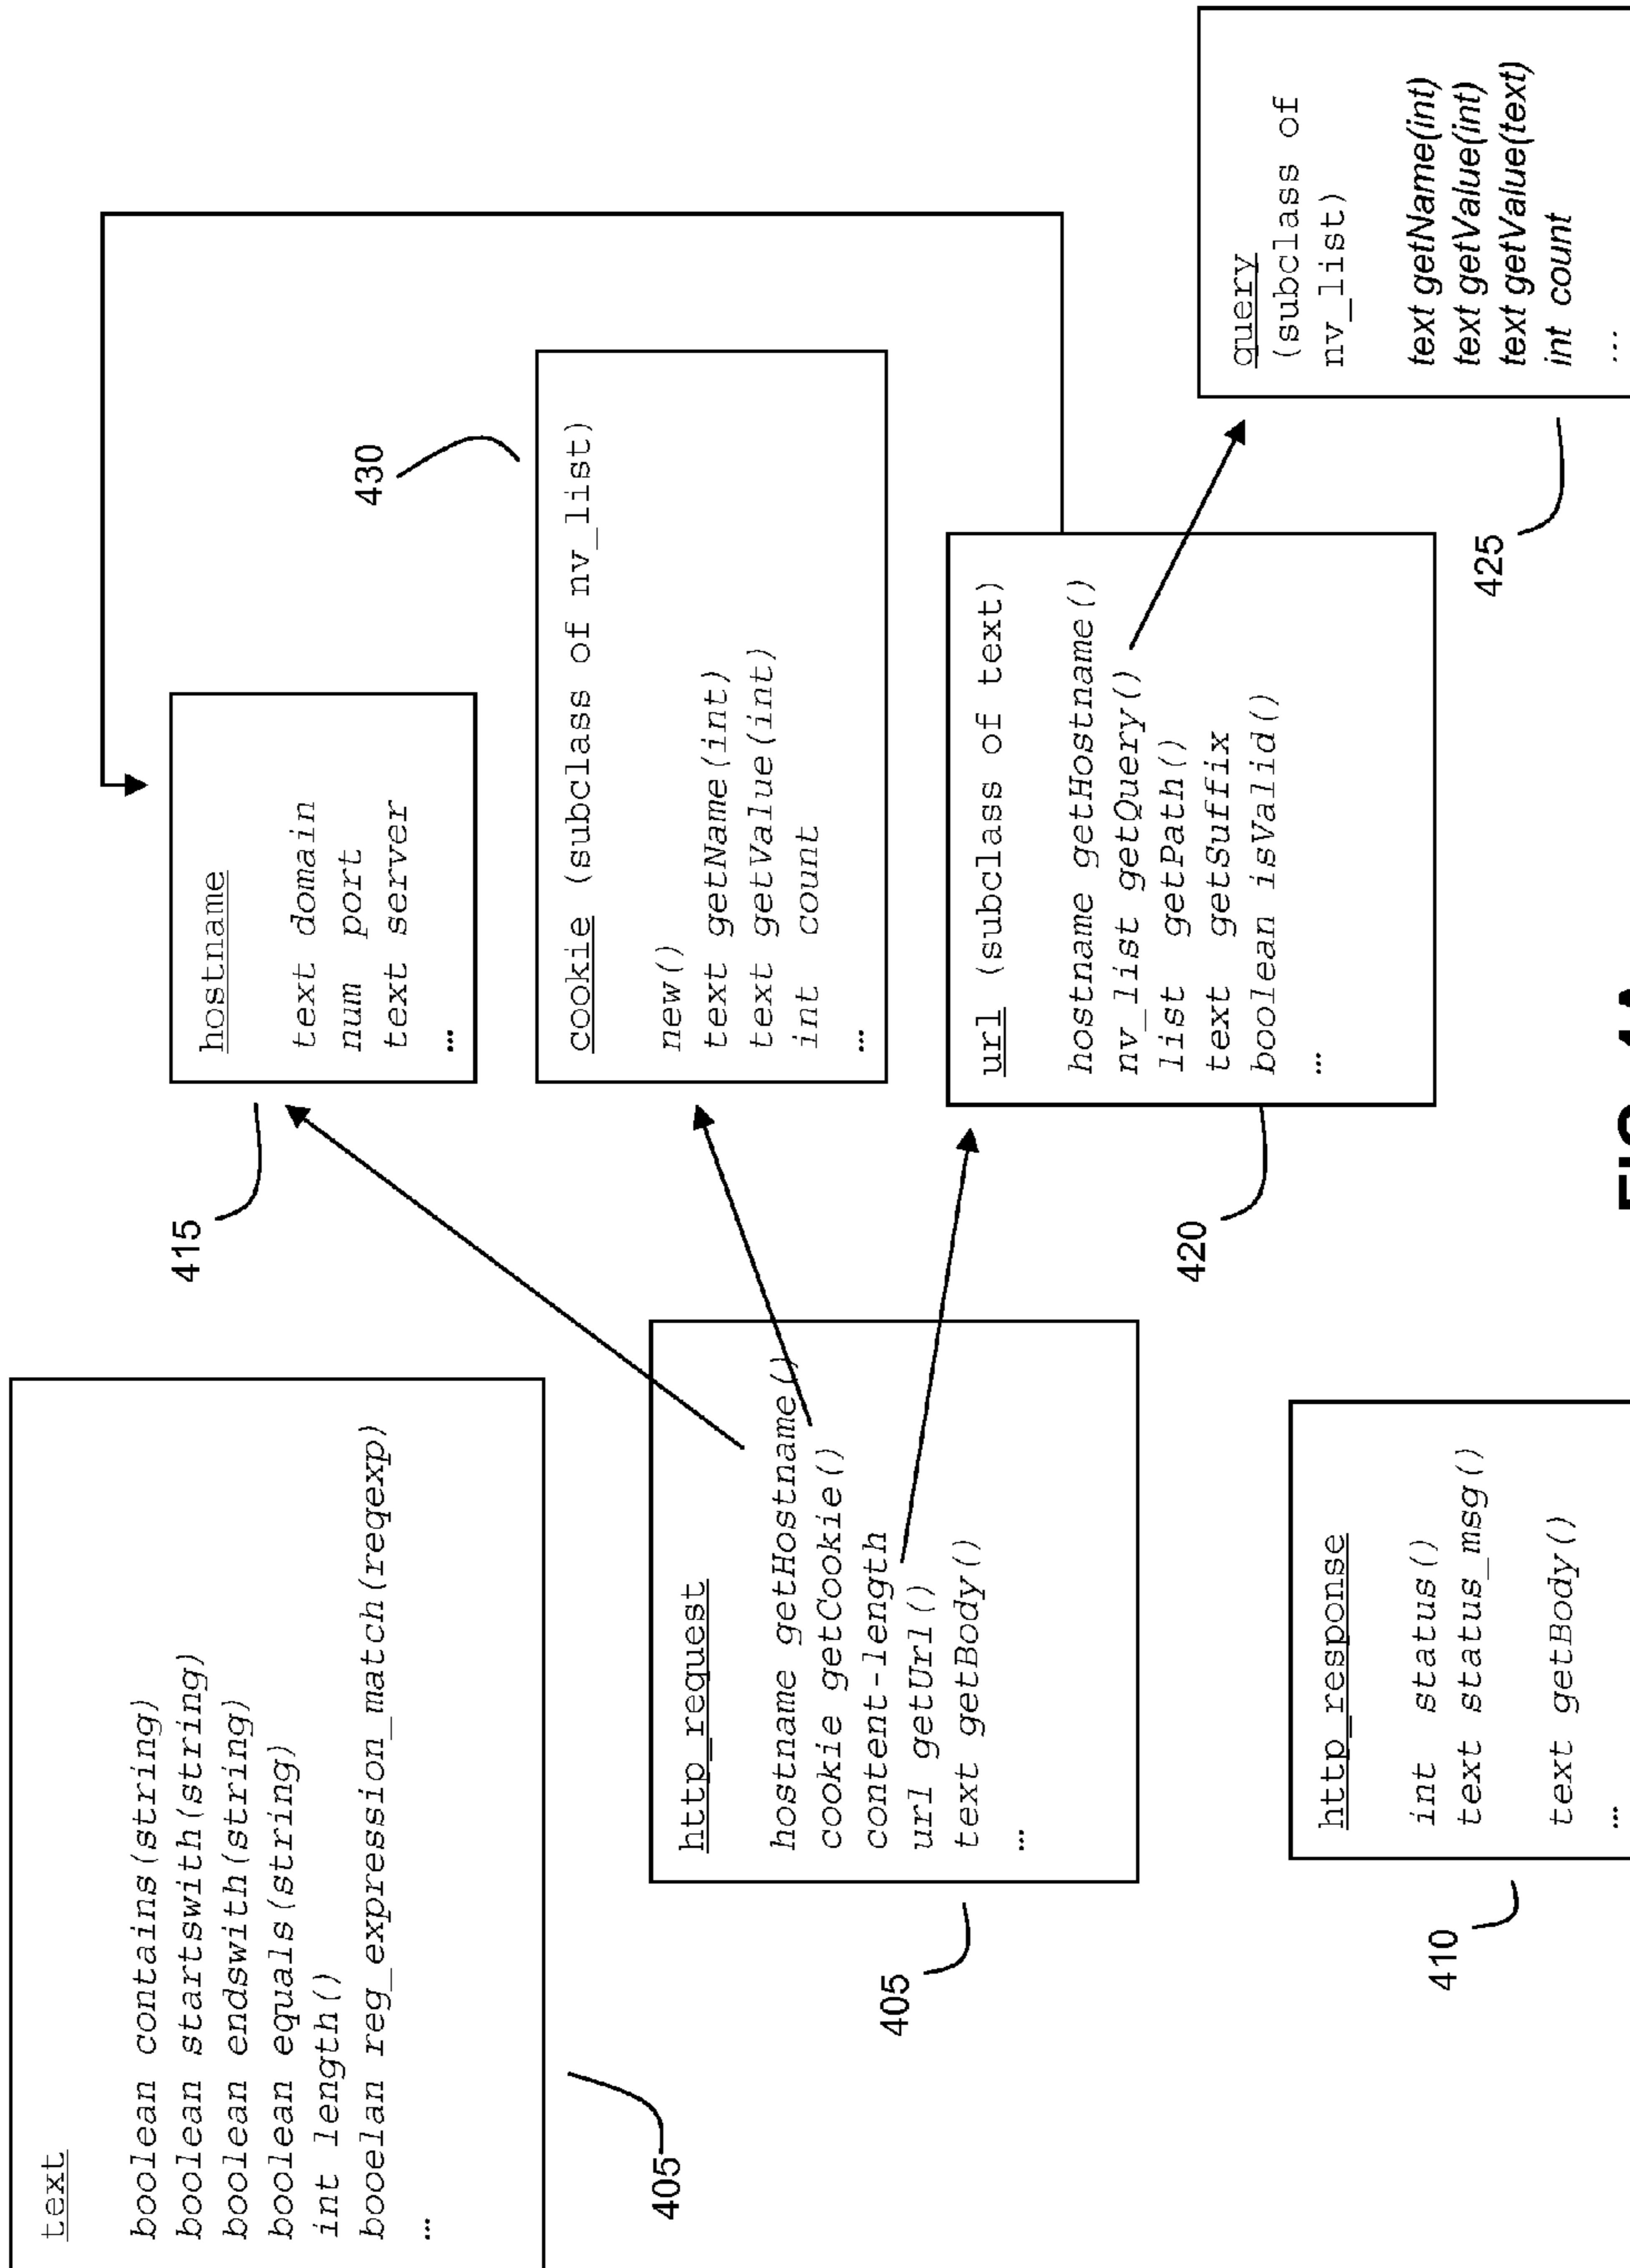 text
boolean contains(string)
boolean startswith(string)
boolean endswith(string)
boolean equals(string)
int length()
booelan reg_expression_match(reqexp)
...
405
http_request
hostname getHostname()
cookie getCookie()
content-length
url getUrl()
text getBody()
...
405
http_response
int status()
text status_msg()
text getBody()
...
410
hostname
text domain
num port
text server
...
415
cookie (subclass of nv_list)
new()
text getName(int)
text getValue(int)
int count
...
430
url (subclass of text)
hostname getHostname()
nv_list getQuery()
list getPath()
text getSuffix
boolean isValid()
...
420
query
(subclass of
nv_list)
text getName(int)
text getValue(int)
text getValue(text)
int count
...
425